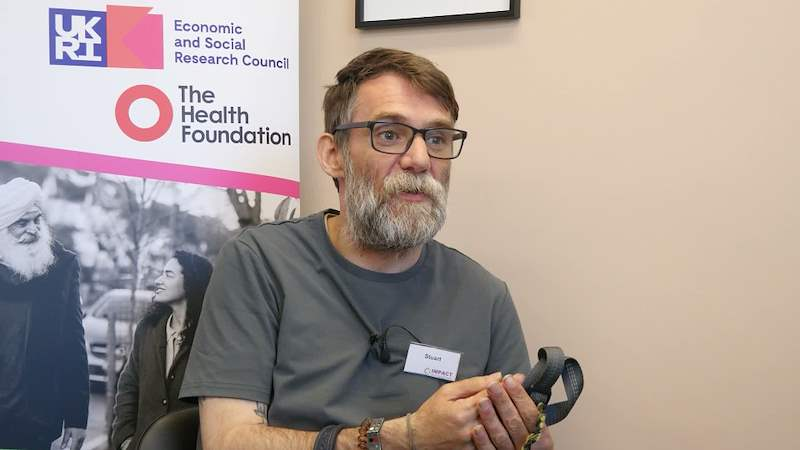 UK
RI
Economic
and Social
Research Council
The
Health
Foundation
Stuart
IMPACT